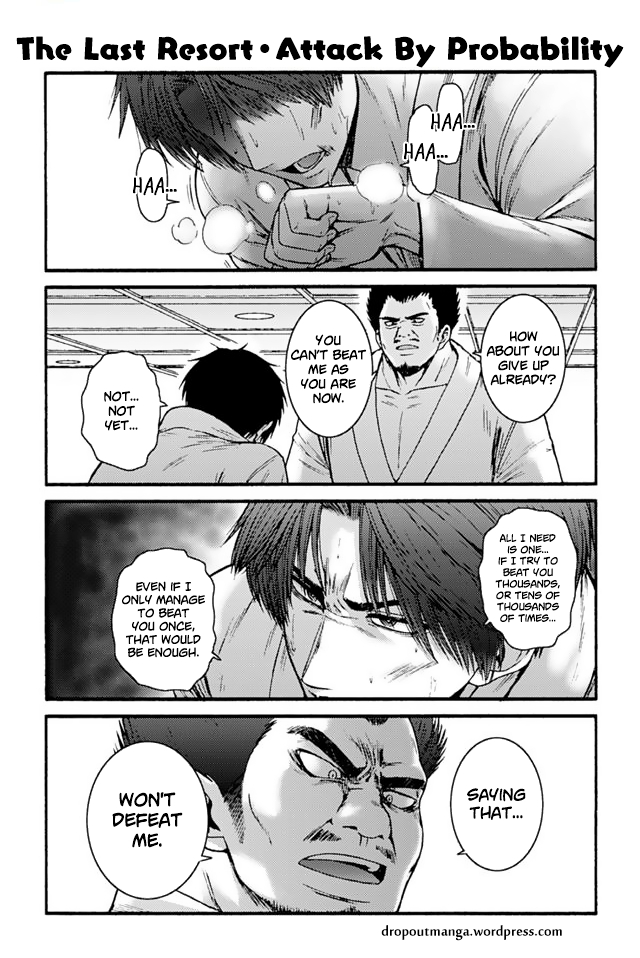 The Last Resort•Attack By Probability
HAA...
HAA...
HAA...
HOW
ABOUT YOU
GIVE UP
ALREADY?
YOU
CAN'T BEAT
ME AS
YOU ARE
NOW.
NOT...
NOT
YET...
ALL I NEED
IS ONE...
IF I TRY TO
BEAT YOU
THOUSANDS,
OR TENS OF
THOUSANDS
OF TIMES...
EVEN IF I
ONLY MANAGE
TO BEAT
YOU ONCE,
THAT WOULD
BE ENOUGH.
SAYING
THAT...
WON'T
DEFEAT
ME.
dropoutmanga.wordpress.com